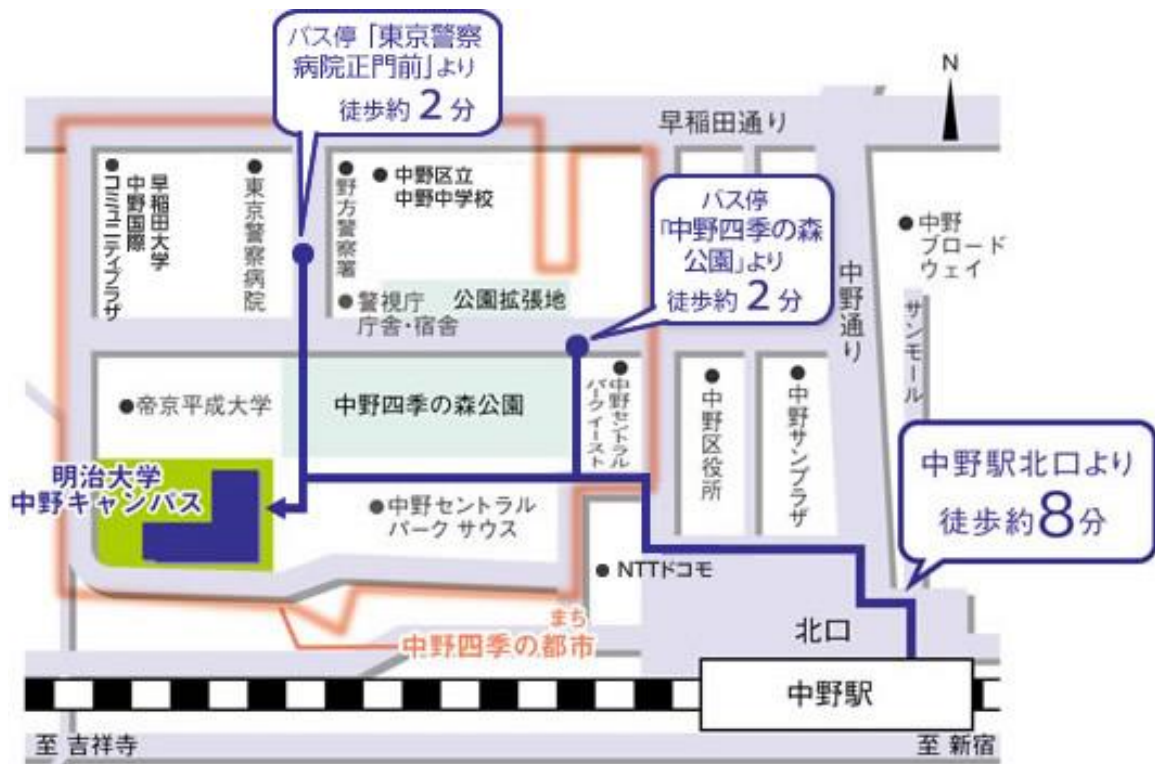 バス停「東京警察
病院正門前」より
徒歩約2分
N
早稲田通り
早稲田大学
中野国際
コミュニティプラザ
東京警察病院
野方警察署
中野区立
中野中学校
バス停
「中野四季の森
公園」より
徒歩約2分
中野
ブロード
ウェイ
中野通り
サンモール
警視庁
庁舎・宿舎
公園拡張地
帝京平成大学
中野四季の森公園
中野セントラル
パーク イースト
中野区役所
中野サンプラザ
明治大学
中野キャンパス
中野セントラル
パーク サウス
中野駅北口より
徒歩約8分
NTTドコモ
まち
中野四季の都市
北口
中野駅
至 吉祥寺
至 新宿